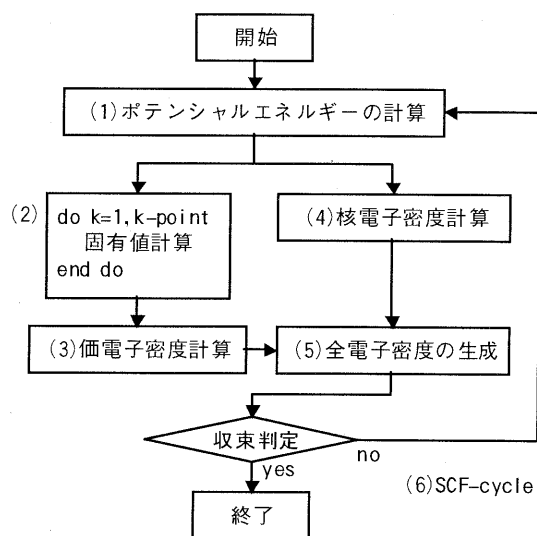 開始
(1)ポテンシャルエネルギーの計算
(2)
do k=1,k-point
固有値計算
end do
(4)核電子密度計算
(3)価電子密度計算
(5)全電子密度の生成
収束判定
no
yes
(6)SCF-cycle
終了